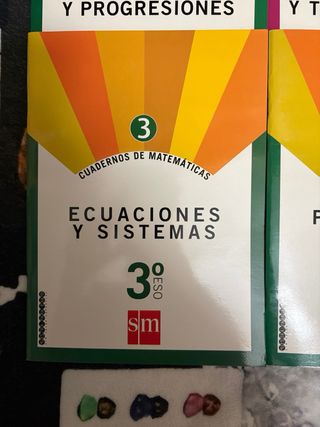 Y PROGRESIONES
Y T
3
CUADERNOS DE MATEMÁTICAS
ECUACIONES
Y SISTEMAS
3º
ESO
sm